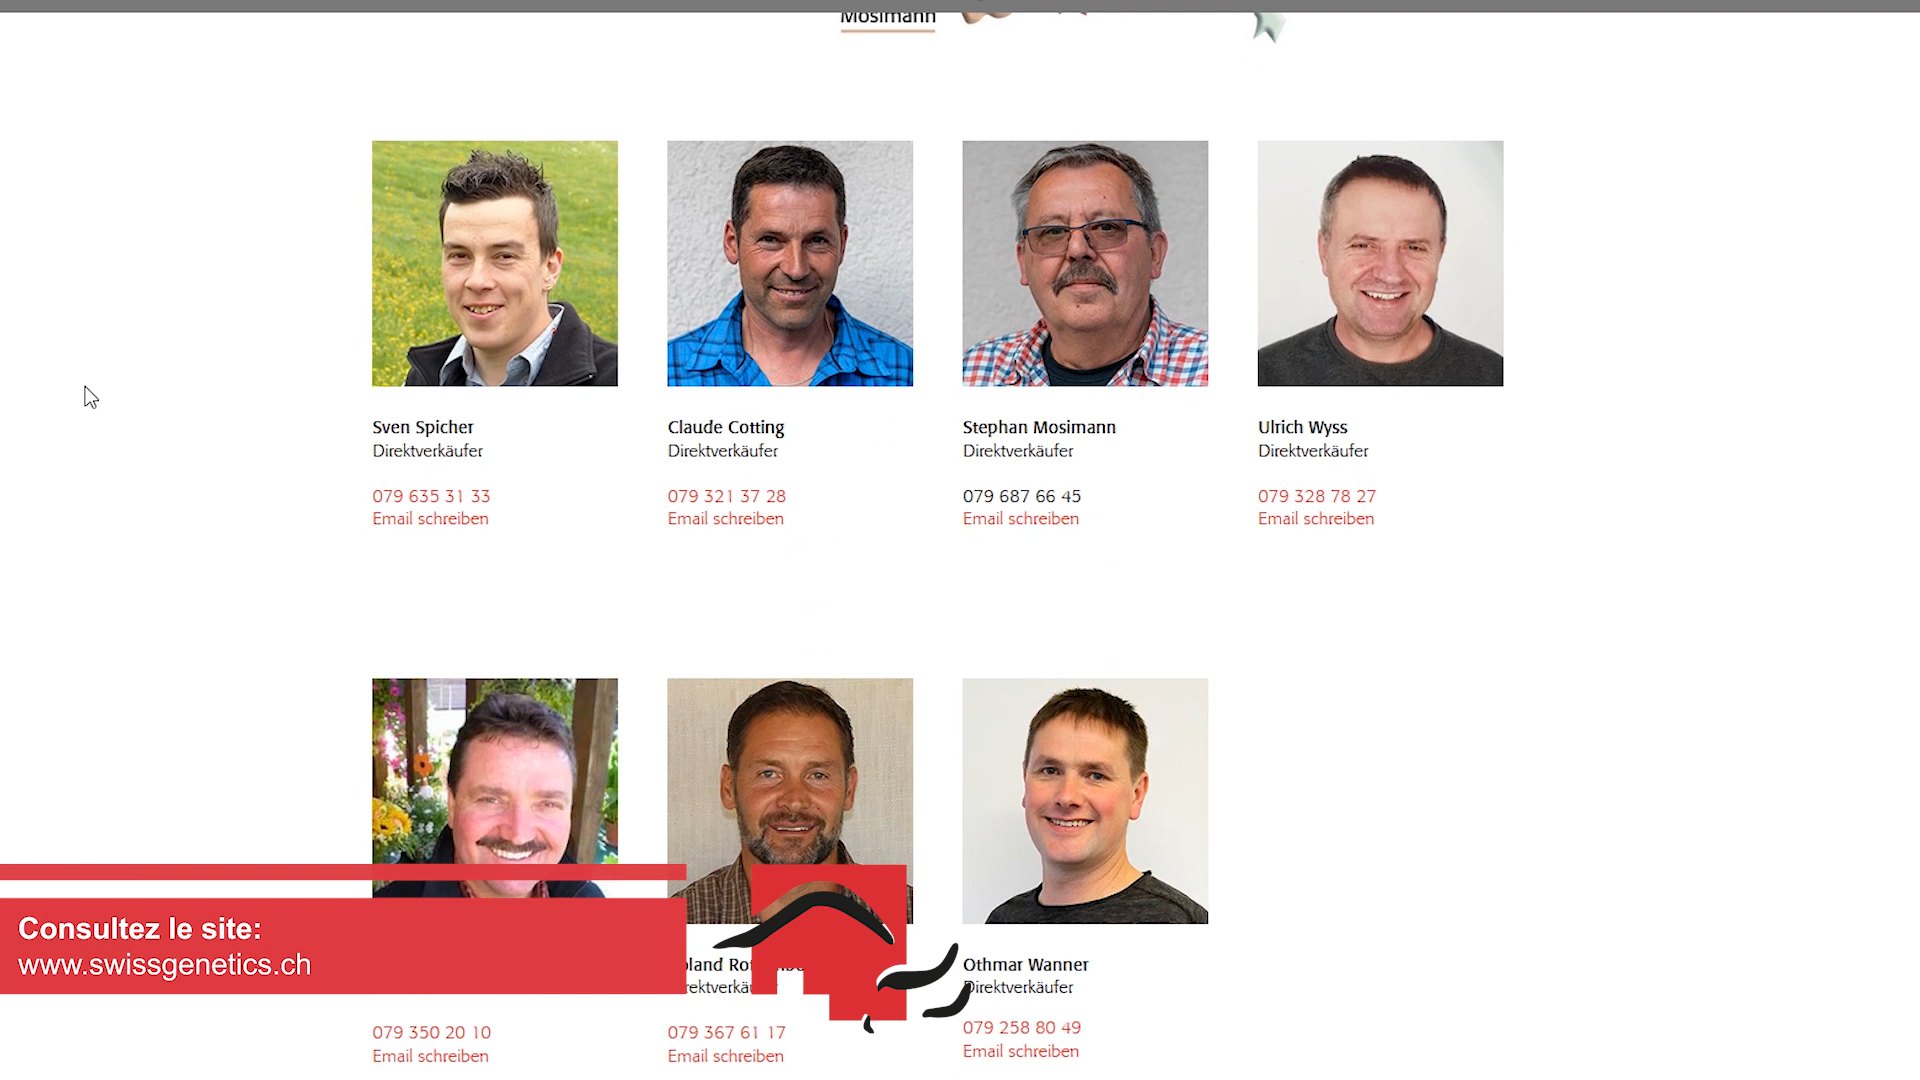 Mosimann
Sven Spicher
Direktverkäufer
079 635 31 33
Email schreiben
Claude Cotting
Direktverkäufer
079 321 37 28
Email schreiben
Stephan Mosimann
Direktverkäufer
079 687 66 45
Email schreiben
Ulrich Wyss
Direktverkäufer
079 328 78 27
Email schreiben
079 350 20 10
Email schreiben
079 367 61 17
Email schreiben
Othmar Wanner
Direktverkäufer
079 258 80 49
Email schreiben
Consultez le site:
www.swissgenetics.ch